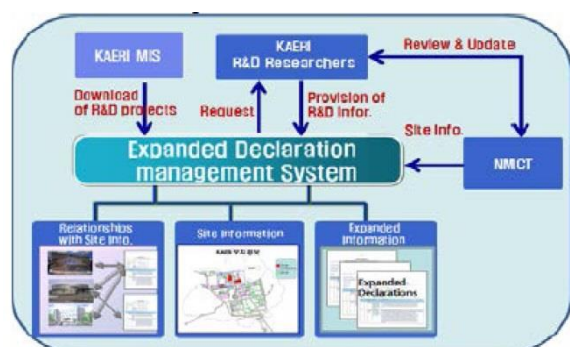 KAERI MIS
KAERI
R&D Researchers
Review & Update
Download
of R&D projects
Request
Provision of
R&D Infor.
Site Info.
NMCT
Expanded Declaration
management System
Relationships
with Site Info.
Site Information
Expanded
Information
Expanded
Declarations